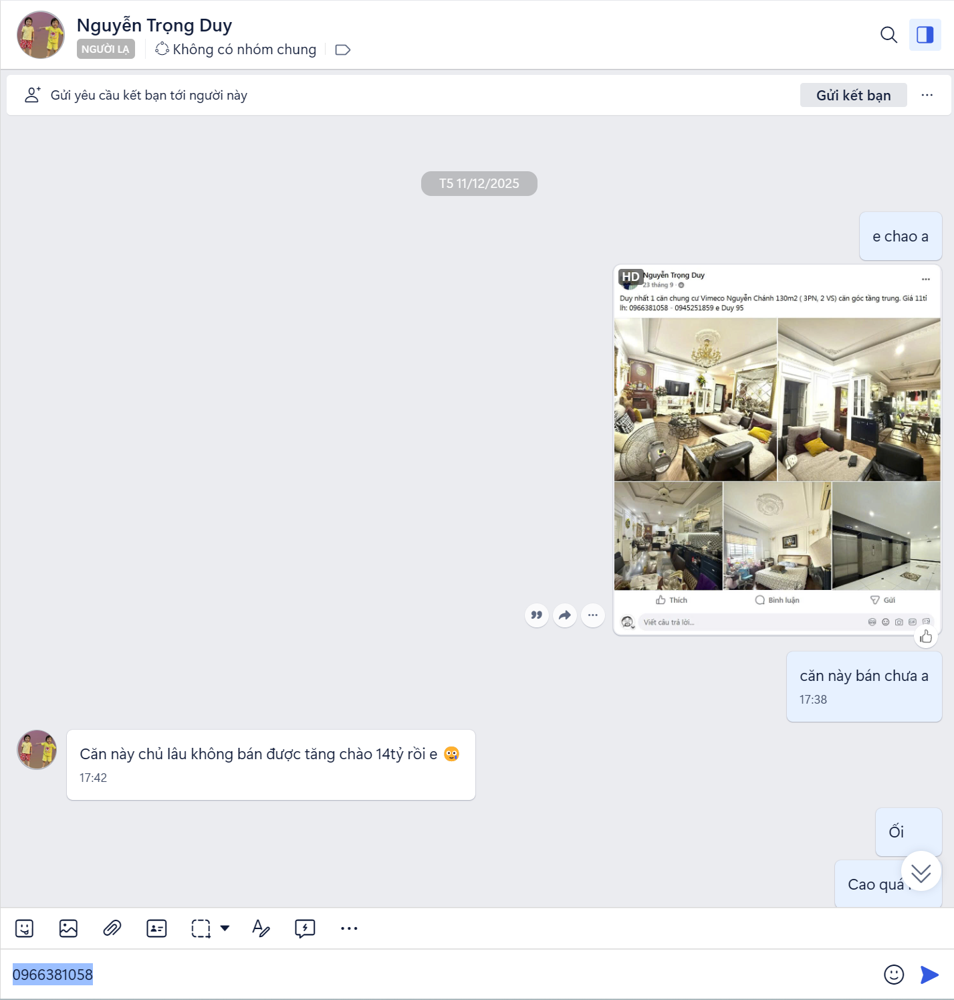 Nguyễn Trọng Duy
NGƯỜI LẠ
Không có nhóm chung
Gửi yêu cầu kết bạn tới người này
Gửi kết bạn
T5 11/12/2025
e chao a
HD
Nguyễn Trọng Duy
23 tháng 9
Duy nhất 1 căn chung cư Vimeco Nguyễn Chánh 130m2 ( 3PN, 2 VS) căn góc tầng trung. Giá 11tỉ
lh: 0966381058 - 0945251859 e Duy 95
Thích
Bình luận
Gửi
Viết câu trả lời...
căn này bán chưa a
17:38
Căn này chủ lâu không bán được tăng chào 14tỷ rồi e
17:42
Ối
Cao quá
0966381058